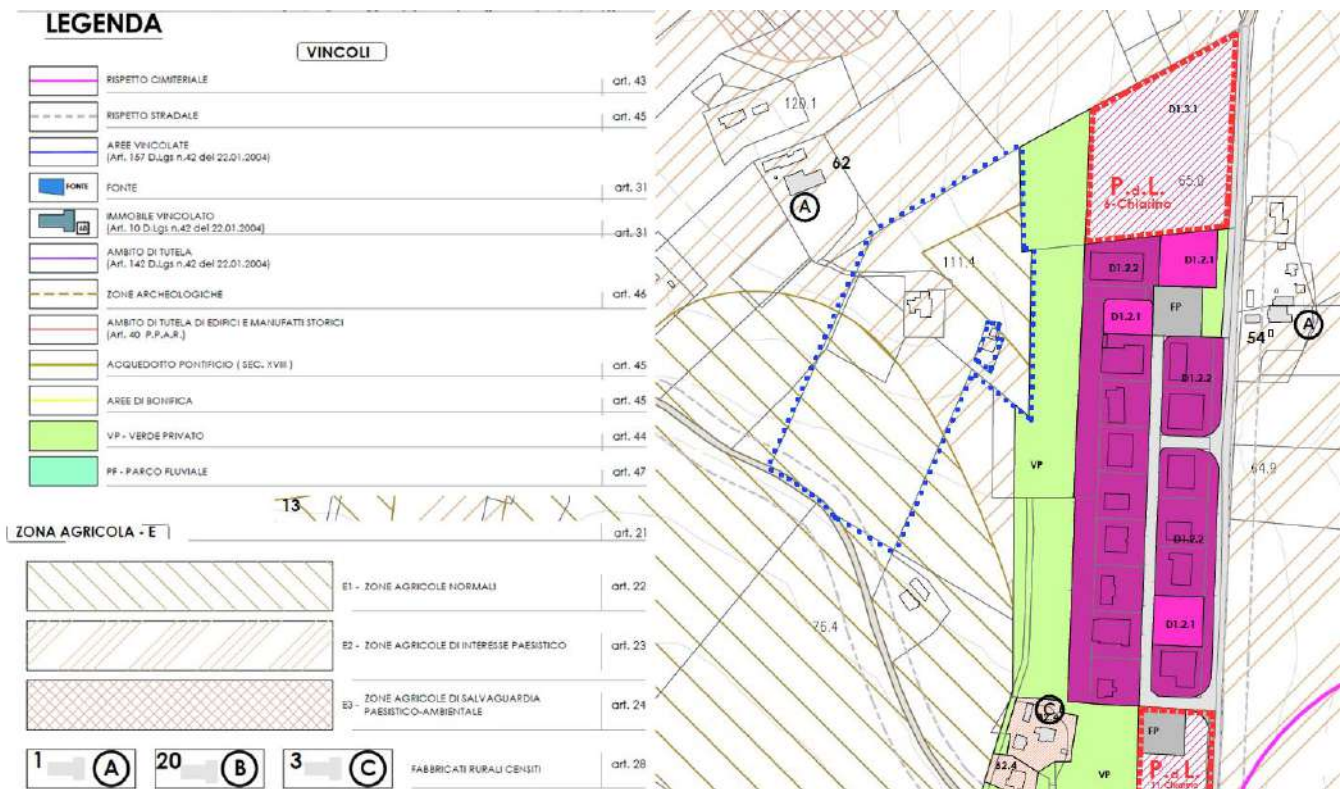 LEGENDA
VINCOLI
RISPETTO CIMITERIALE art. 43
RISPETTO STRADALE art. 45
AREE VINCOLATE
(Art. 157 D.Lgs n.42 del 22.01.2004)
FONTE FONTE art. 31
IMMOBILE VINCOLATO
(Art. 10 D.Lgs n.42 del 22.01.2004) art. 31
AMBITO DI TUTELA
(Art. 142 D.Lgs n.42 del 22.01.2004)
ZONE ARCHEOLOGICHE art. 46
AMBITO DI TUTELA DI EDIFICI E MANUFATTI STORICI
(Art. 40 P.P.A.R.)
ACQUEDOTTO PONTIFICIO ( SEC. XVIII ) art. 45
AREE DI BONIFICA art. 45
VP - VERDE PRIVATO art. 44
PF - PARCO FLUVIALE art. 47
13
ZONA AGRICOLA - E art. 21
E1 - ZONE AGRICOLE NORMALI art. 22
E2 - ZONE AGRICOLE DI INTERESSE PAESISTICO art. 23
E3 - ZONE AGRICOLE DI SALVAGUARDIA
PAESISTICO-AMBIENTALE art. 24
1 A 20 B 3 C FABBRICATI RURALI CENSITI art. 28
120.1
D1.3.1
62
A
P.d.L.
65.0
6-Chiarino
111.4
D1.2.2
D1.2.1
D1.2.1
FP
54
A
D1.2.2
VP
64.9
D1.2.2
76.4
D1.2.1
C
FP
62.4
VP
P.d.L.
11-Chiarino